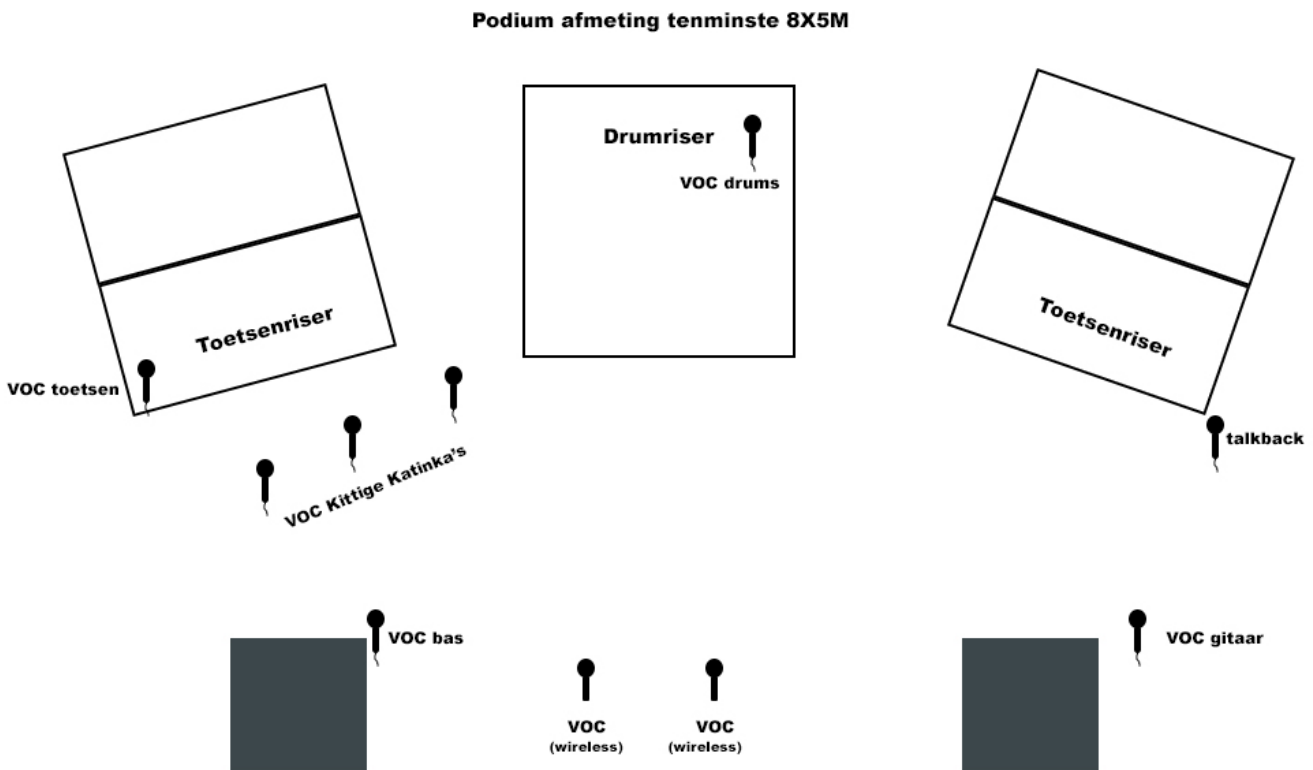 Podium afmeting tenminste 8X5M
Drumriser
VOC drums
Toetsenriser
Toetsenriser
VOC toetsen
talkback
VOC Kittige Katinka's
VOC bas
VOC gitaar
VOC
(wireless)
VOC
(wireless)